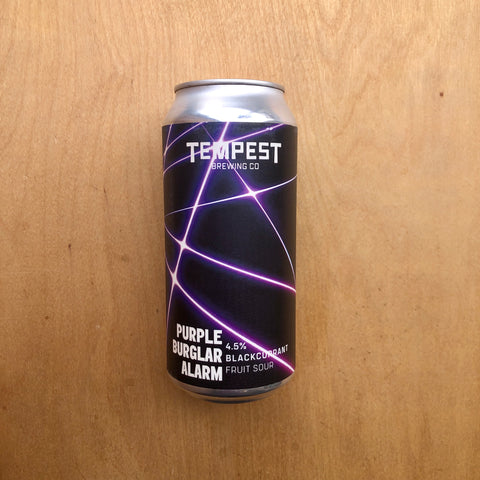 TEMPEST
BREWING CO
PURPLE
BURGLAR
ALARM
4.5%
BLACKCURRANT
FRUIT SOUR